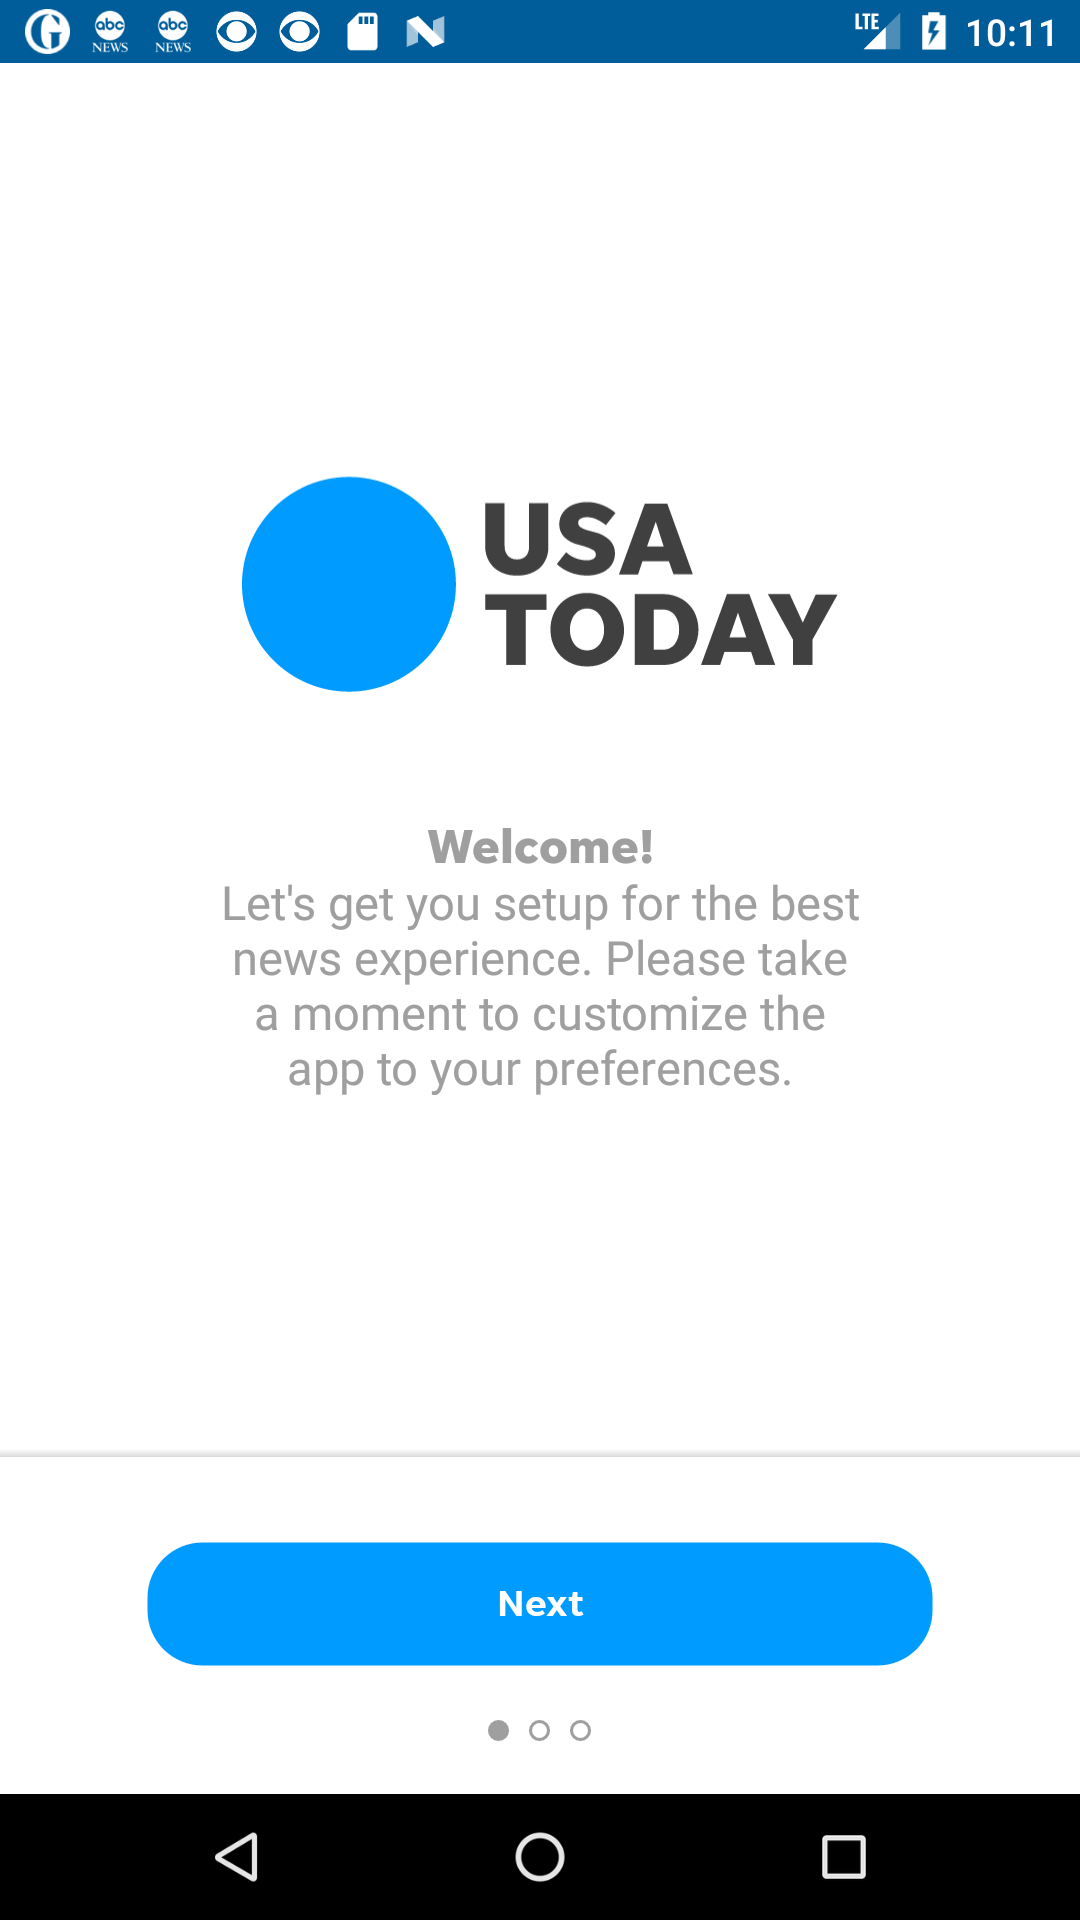 abc NEWS abc NEWS LTE 10:11
USA
TODAY
Welcome!
Let's get you setup for the best
news experience. Please take
a moment to customize the
app to your preferences.
Next